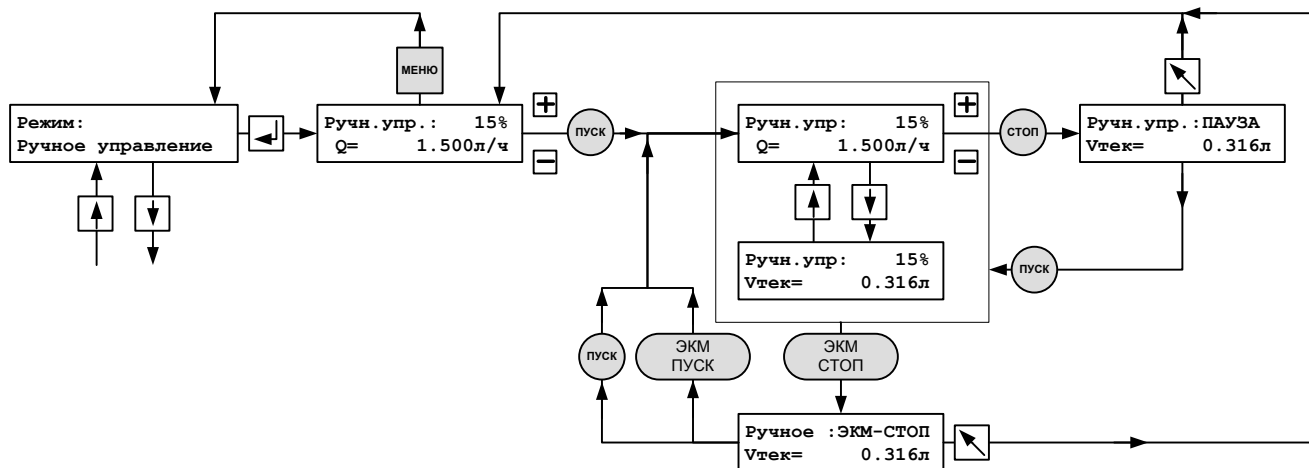 МЕНЮ
Режим:
Ручное управление
Ручн.упр.: 15%
Q= 1.500л/ч
+
−
ПУСК
Ручн.упр: 15%
Q= 1.500л/ч
+
−
СТОП
Ручн.упр.:ПАУЗА
Vтек= 0.316л
Ручн.упр: 15%
Vтек= 0.316л
ПУСК
ПУСК
ЭКМ
ПУСК
ЭКМ
СТОП
Ручное :ЭКМ-СТОП
Vтек= 0.316л